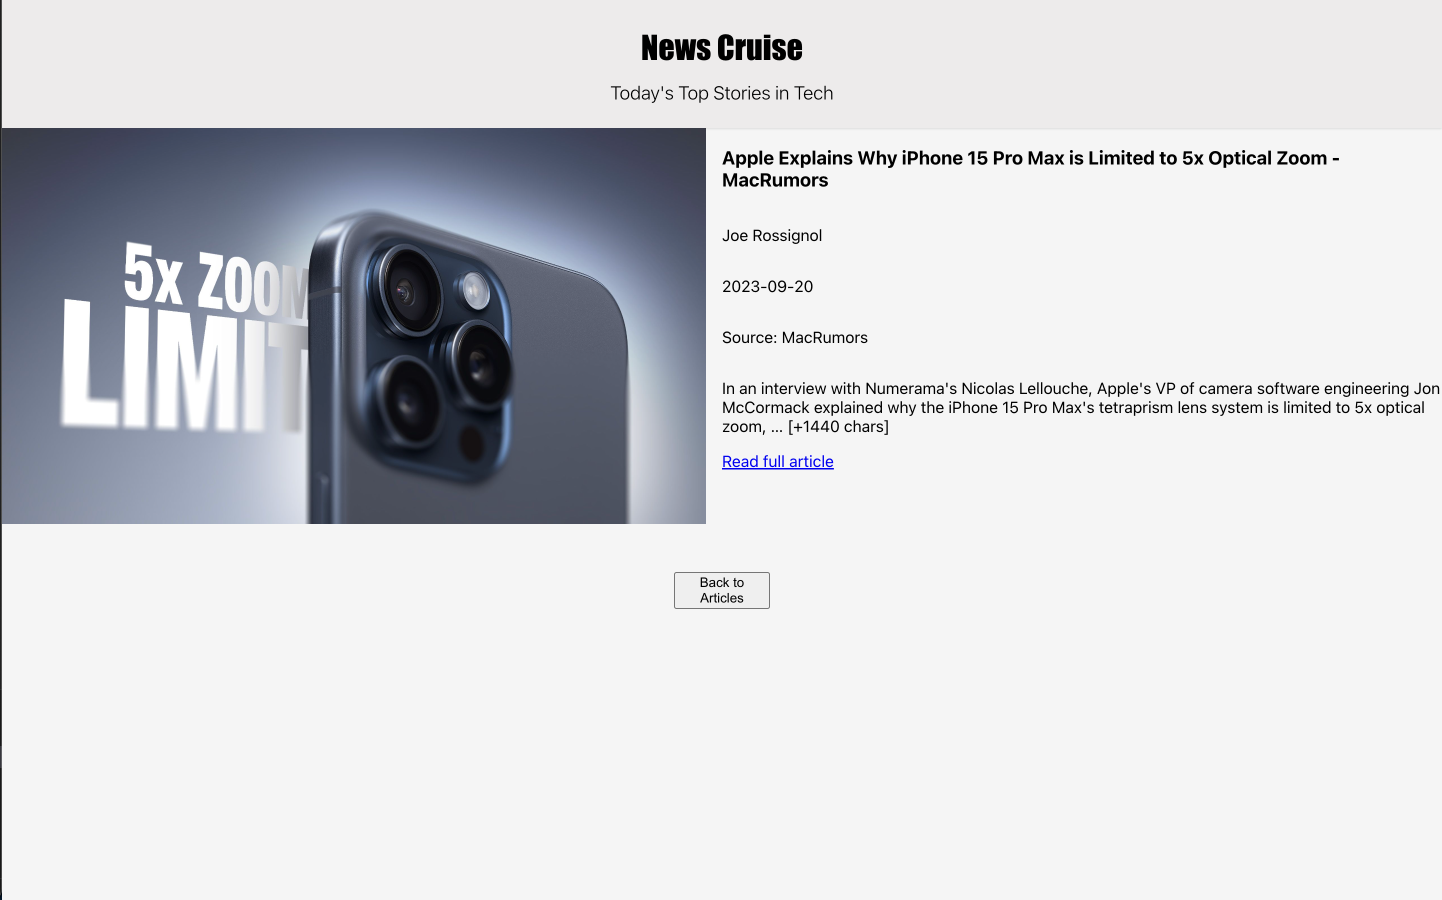 News Cruise
Today's Top Stories in Tech
5x ZOOM
LIMIT
Apple Explains Why iPhone 15 Pro Max is Limited to 5x Optical Zoom -
MacRumors
Joe Rossignol
2023-09-20
Source: MacRumors
In an interview with Numerama's Nicolas Lellouche, Apple's VP of camera software engineering Jon
McCormack explained why the iPhone 15 Pro Max's tetraprism lens system is limited to 5x optical
zoom, … [+1440 chars]
Read full article
Back to
Articles